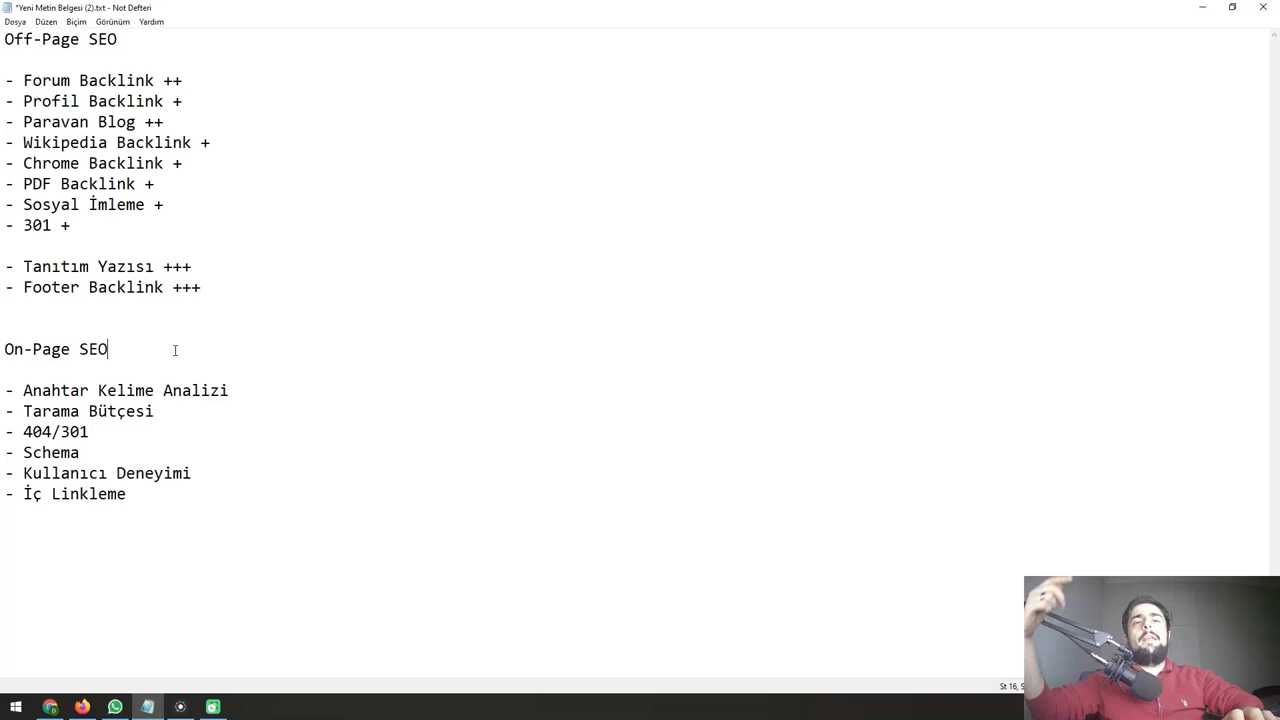 *Yeni Metin Belgesi (2).txt - Not Defteri
Dosya Düzen Biçim Görünüm Yardım
Off-Page SEO
- Forum Backlink ++
- Profil Backlink +
- Paravan Blog ++
- Wikipedia Backlink +
- Chrome Backlink +
- PDF Backlink +
- Sosyal İmleme +
- 301 +
- Tanıtım Yazısı +++
- Footer Backlink +++
On-Page SEO
- Anahtar Kelime Analizi
- Tarama Bütçesi
- 404/301
- Schema
- Kullanıcı Deneyimi
- İç Linkleme
St 16, S